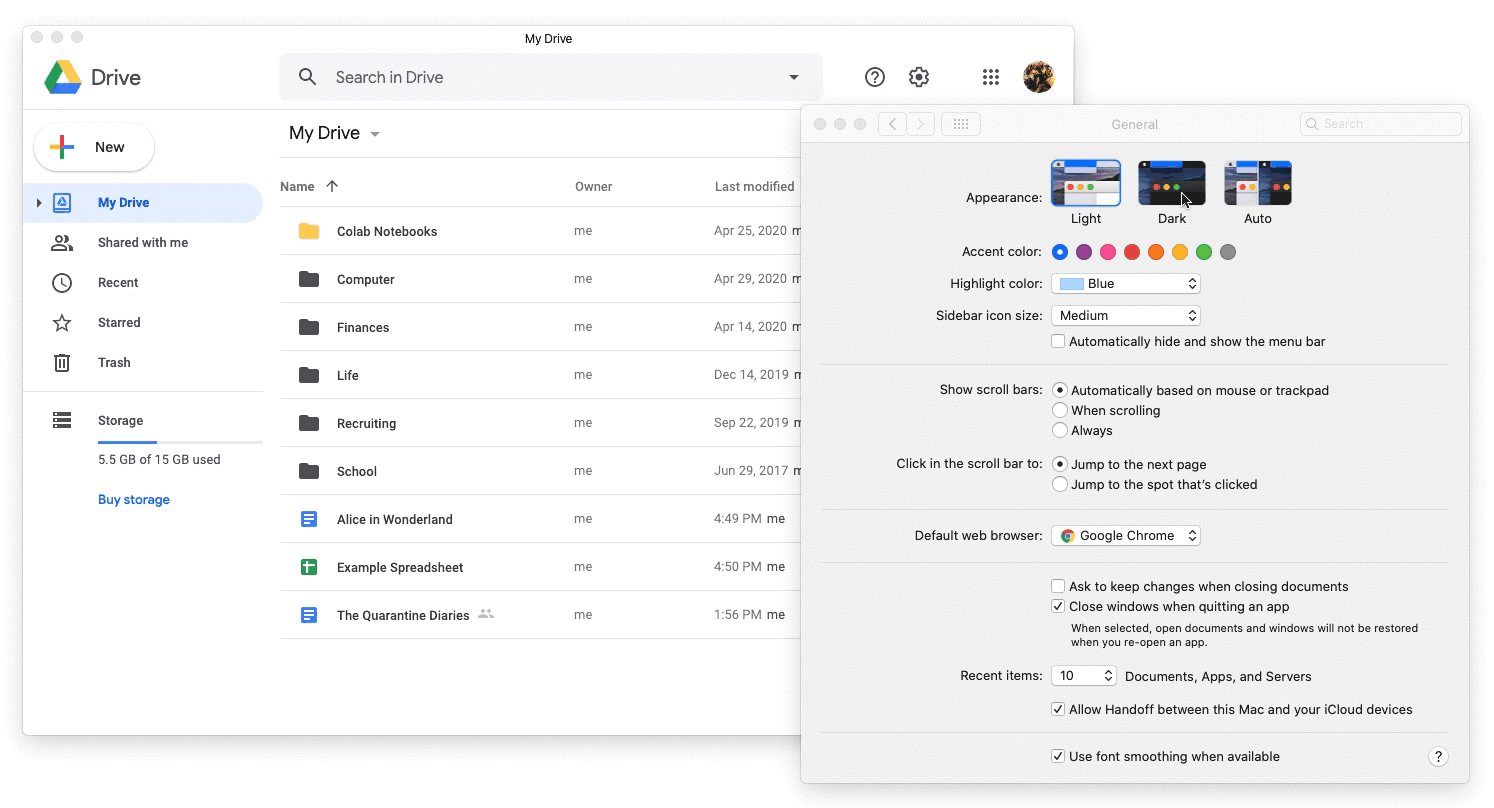 My Drive
Drive
Search in Drive
New
My Drive
Shared with me
Recent
Starred
Trash
Storage
5.5 GB of 15 GB used
Buy storage
My Drive
Name Owner Last modified
Colab Notebooks me Apr 25, 2020 m
Computer me Apr 29, 2020 m
Finances me Apr 14, 2020 m
Life me Dec 14, 2019 m
Recruiting me Sep 22, 2019 m
School me Jun 29, 2017 m
Alice in Wonderland me 4:49 PM me
Example Spreadsheet me 4:50 PM me
The Quarantine Diaries me 1:56 PM me
General
Search
Appearance:
Light Dark Auto
Accent color:
Highlight color: Blue
Sidebar icon size: Medium
Automatically hide and show the menu bar
Show scroll bars: Automatically based on mouse or trackpad
When scrolling
Always
Click in the scroll bar to: Jump to the next page
Jump to the spot that's clicked
Default web browser: Google Chrome
Ask to keep changes when closing documents
Close windows when quitting an app
When selected, open documents and windows will not be restored
when you re-open an app.
Recent items: 10 Documents, Apps, and Servers
Allow Handoff between this Mac and your iCloud devices
Use font smoothing when available
?